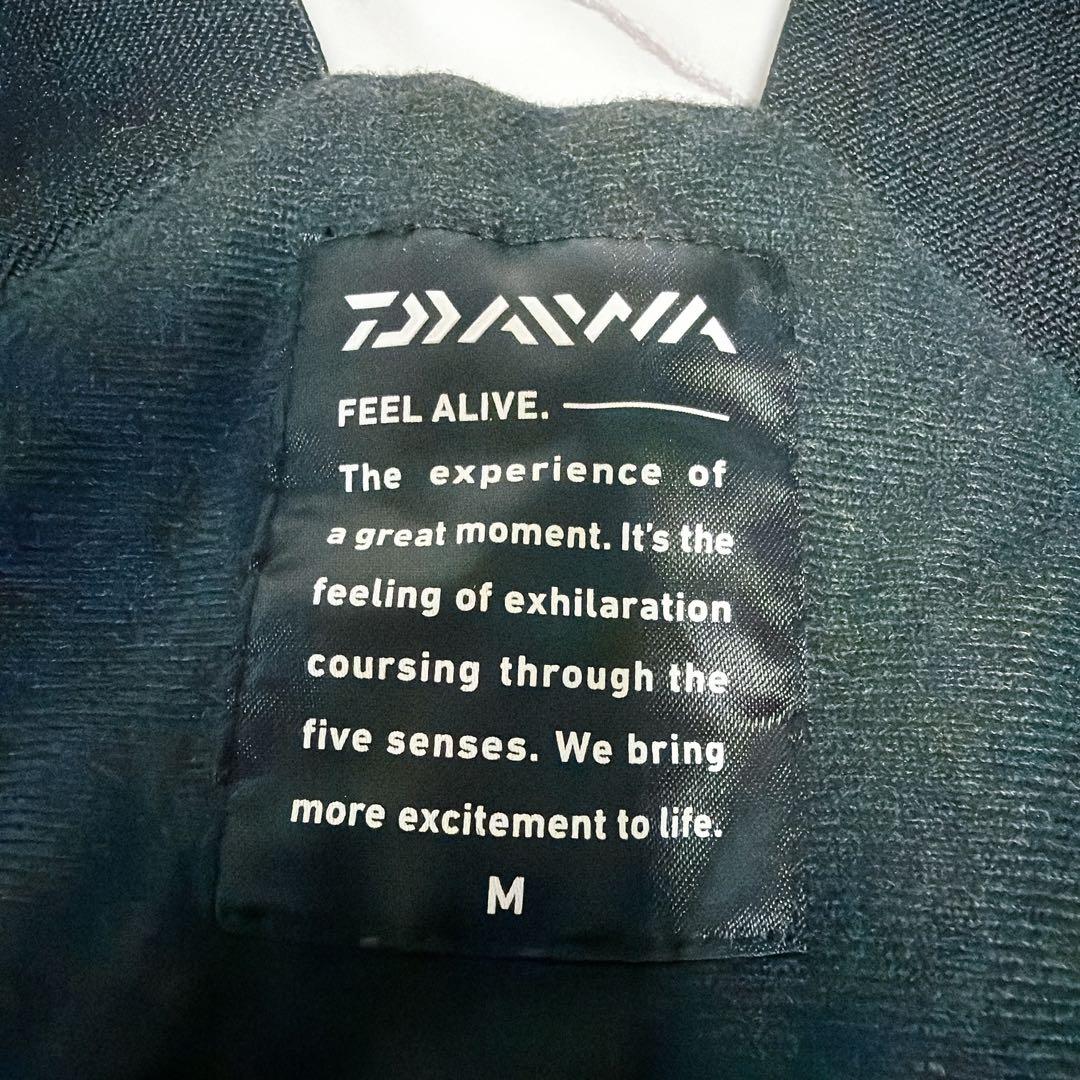 DAIWA
FEEL ALIVE.
The experience of
a great moment. It's the
feeling of exhilaration
coursing through the
five senses. We bring
more excitement to life.
M